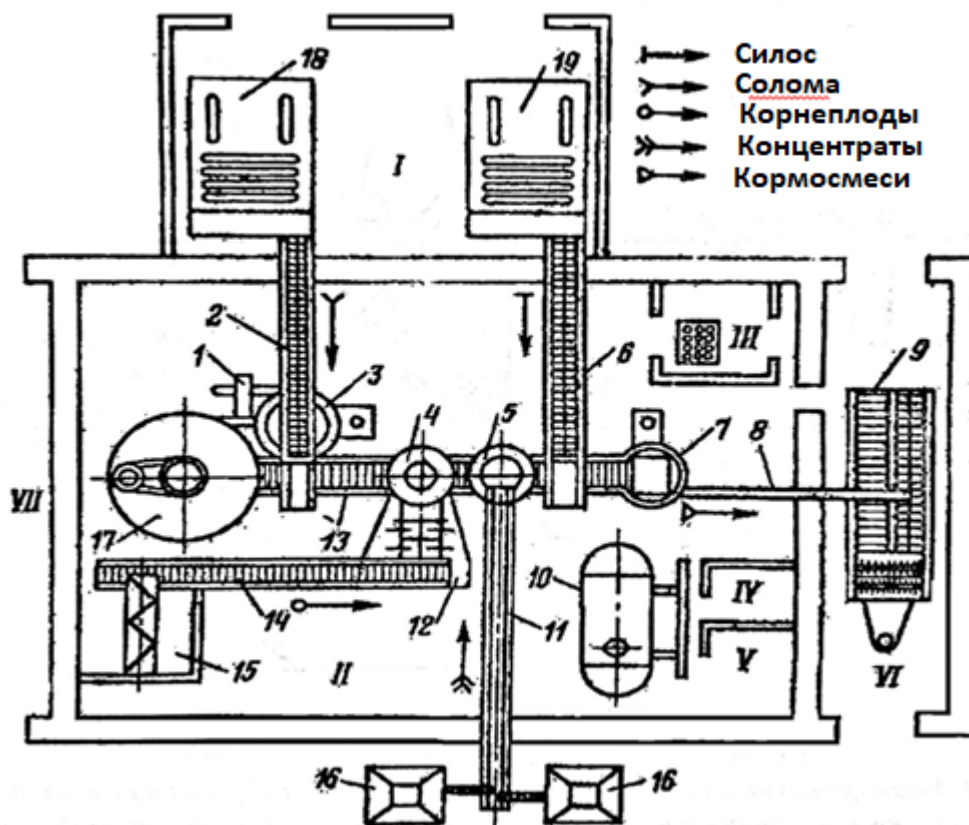 18
19
I
Силос
Солома
Корнеплоды
Концентраты
Кормосмеси
2
1
3
4
5
6
III
9
7
8
VII
17
13
14
12
10
11
IV
V
15
II
VI
16
16